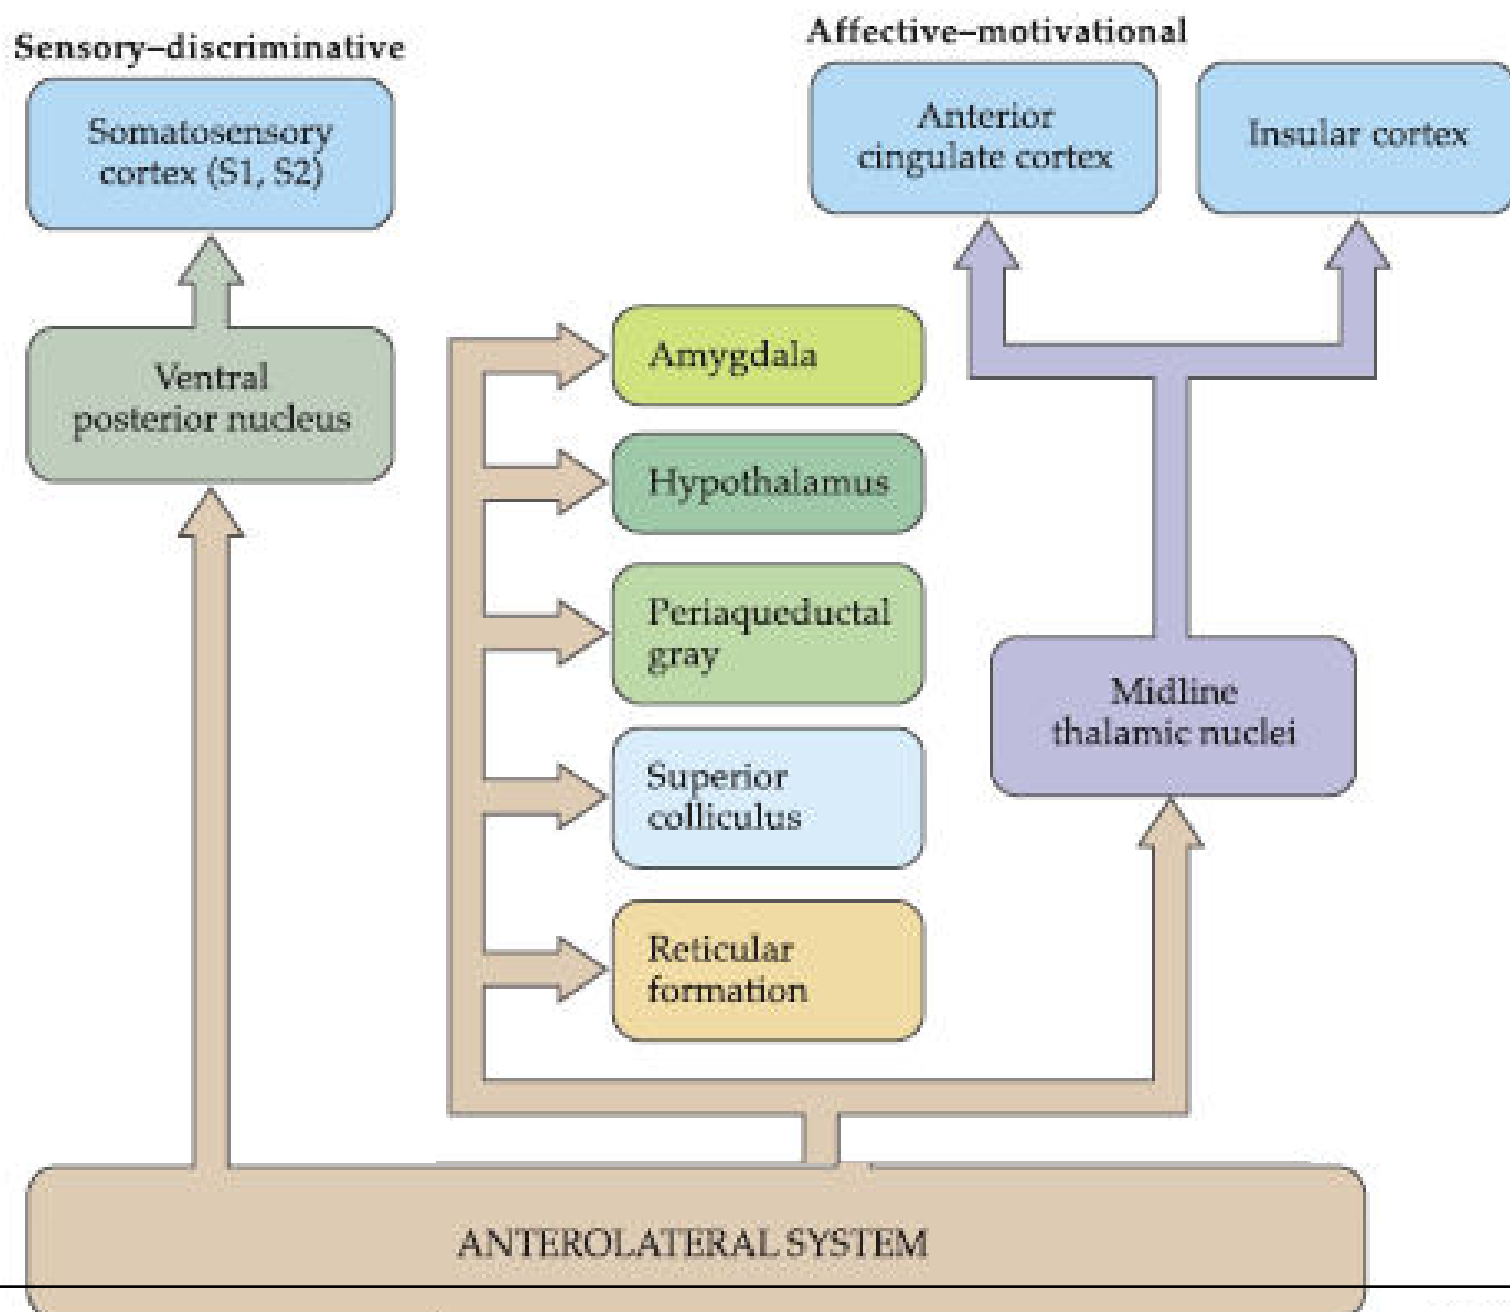 Sensory–discriminative
Affective–motivational
Somatosensory
cortex (S1, S2)
Anterior
cingulate cortex
Insular cortex
Ventral
posterior nucleus
Amygdala
Hypothalamus
Periaqueductal
gray
Superior
colliculus
Reticular
formation
Midline
thalamic nuclei
ANTEROLATERAL SYSTEM